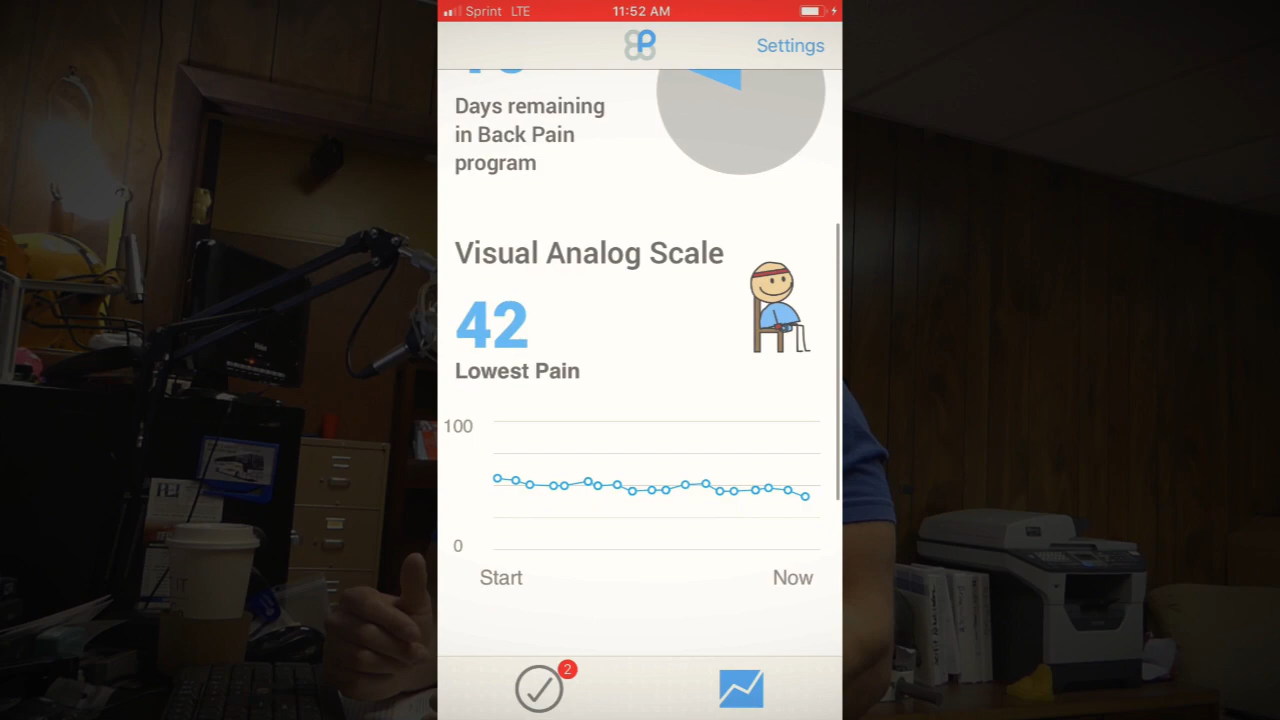 Sprint LTE 11:52 AM
Settings
Days remaining
in Back Pain
program
Visual Analog Scale
42
Lowest Pain
100
0
Start Now
2